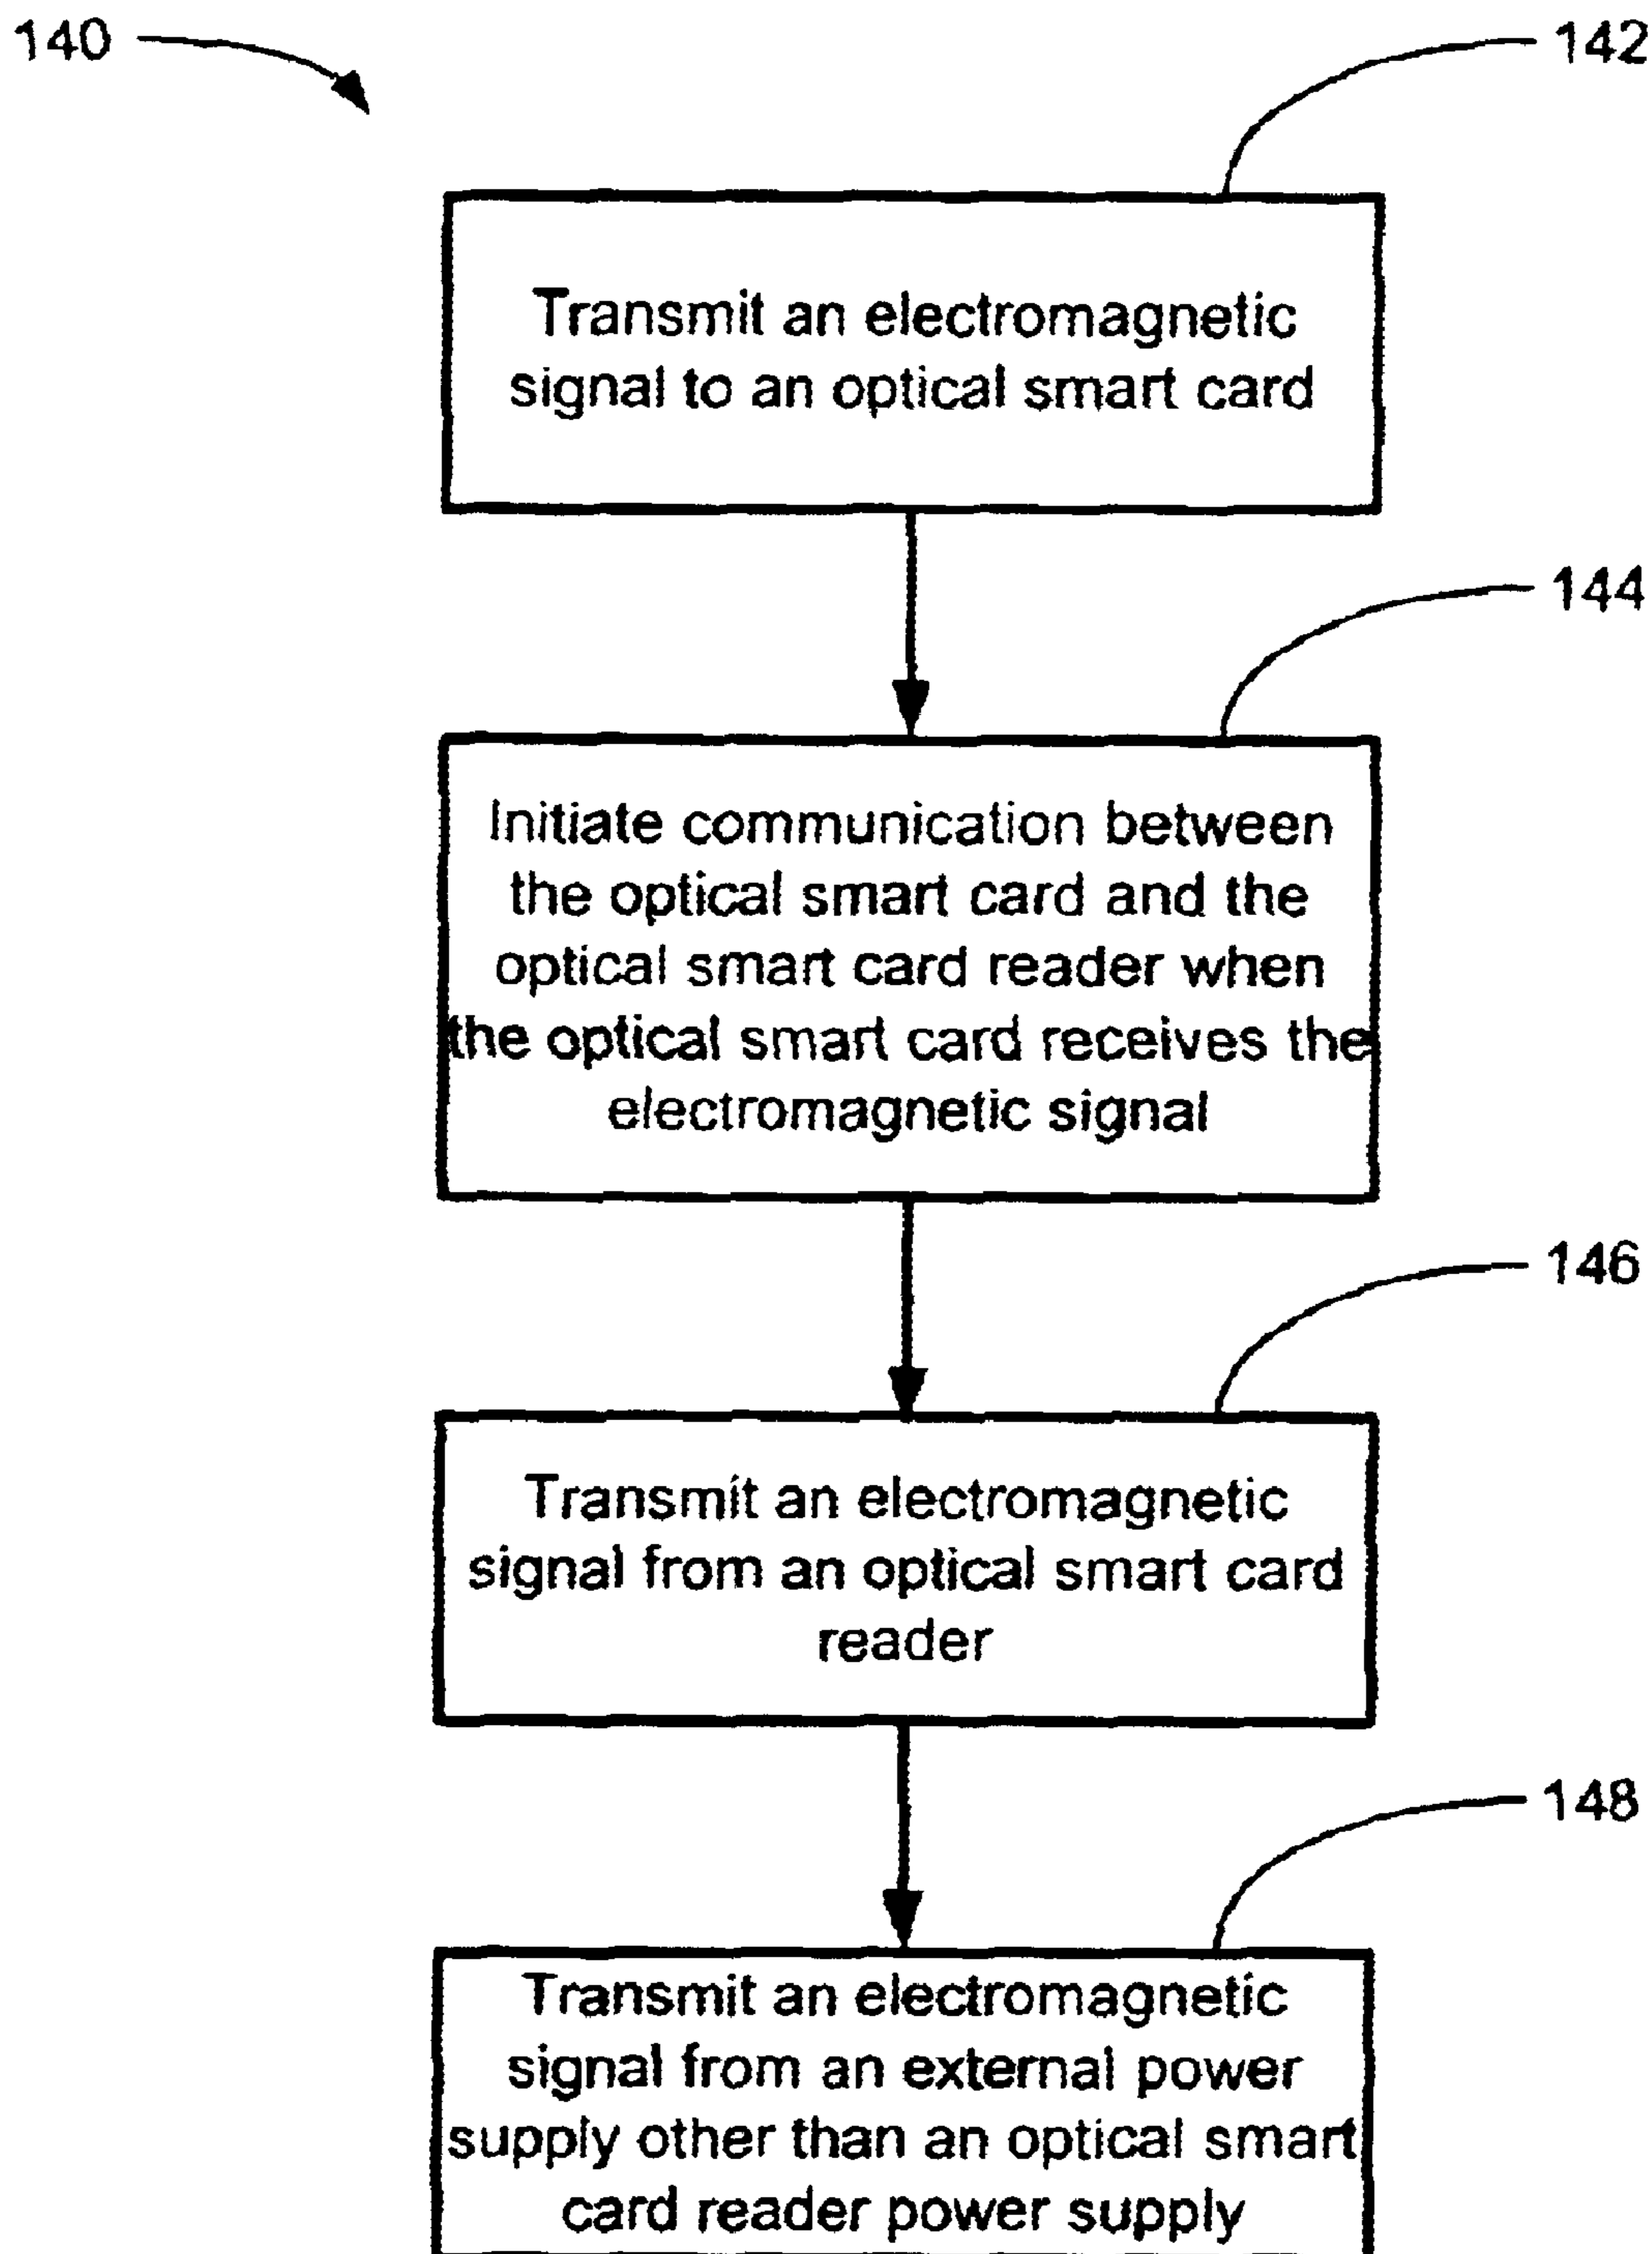 140
142
Transmit an electromagnetic
signal to an optical smart card
144
Initiate communication between
the optical smart card and the
optical smart card reader when
the optical smart card receives the
electromagnetic signal
146
Transmit an electromagnetic
signal from an optical smart card
reader
148
Transmit an electromagnetic
signal from an external power
supply other than an optical smart
card reader power supply